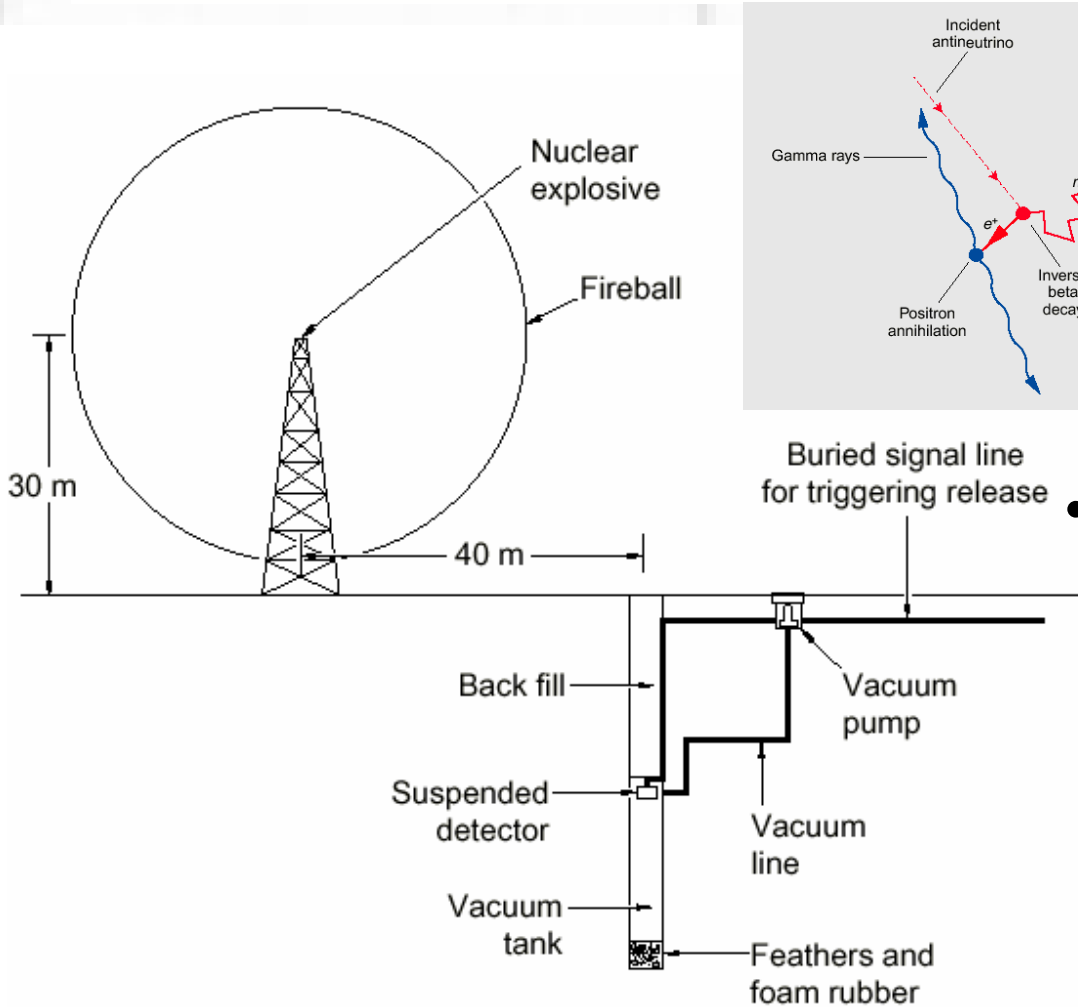 Incident
antineutrino
Gamma rays
n
e+
Positron
annihilation
Nuclear
explosive
Fireball
30 m
40 m
Buried signal line
for triggering release
Back fill
Vacuum
pump
Suspended
detector
Vacuum
line
Vacuum
tank
Feathers and
foam rubber